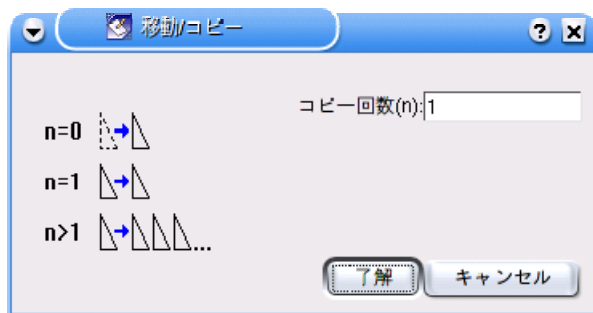 移動/コピー
コピー回数(n):1
n=0
n=1
n>1 ...
了解 キャンセル